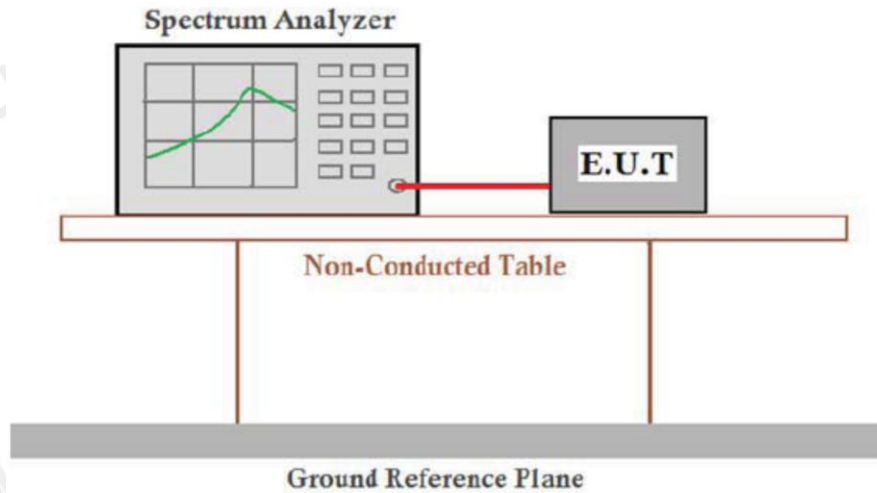 Spectrum Analyzer
E.U.T
Non-Conducted Table
Ground Reference Plane